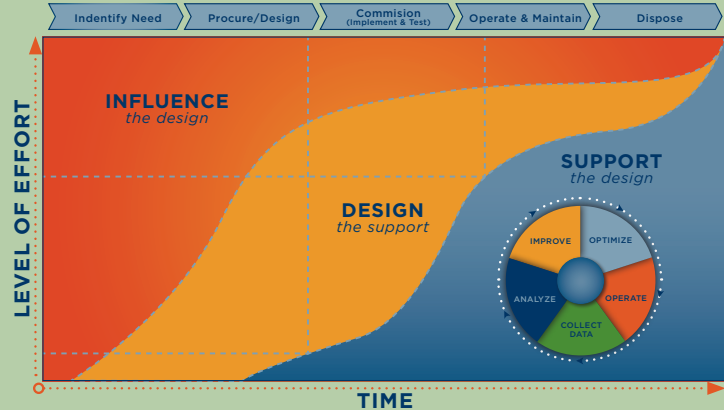 Indentify Need
Procure/Design
Commision
(Implement & Test)
Operate & Maintain
Dispose
LEVEL OF EFFORT
INFLUENCE
the design
DESIGN
the support
SUPPORT
the design
IMPROVE
OPTIMIZE
ANALYZE
OPERATE
COLLECT
DATA
TIME